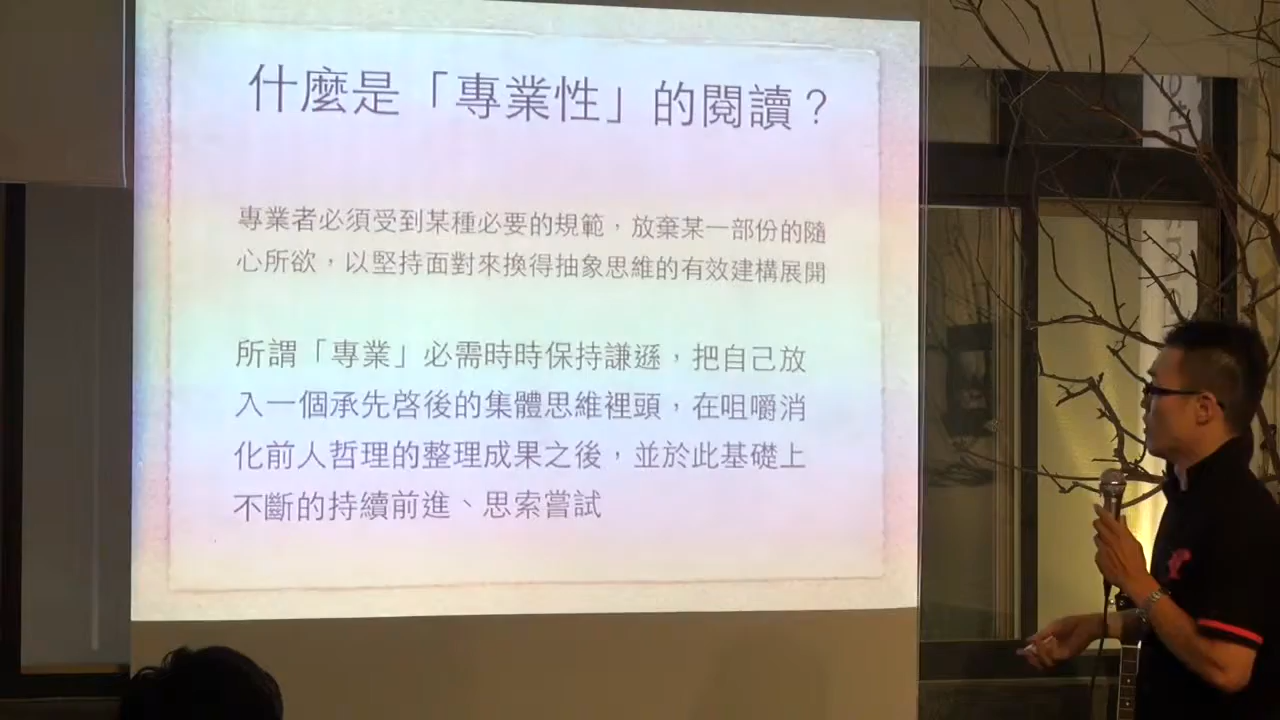 什麼是「專業性」的閱讀？
專業者必須受到某種必要的規範，放棄某一部份的隨
心所欲，以堅持面對來換得抽象思維的有效建構展開
所謂「專業」必需時時保持謙遜，把自己放
入一個承先啓後的集體思維裡頭，在咀嚼消
化前人哲理的整理成果之後，並於此基礎上
不斷的持續前進、思索嘗試